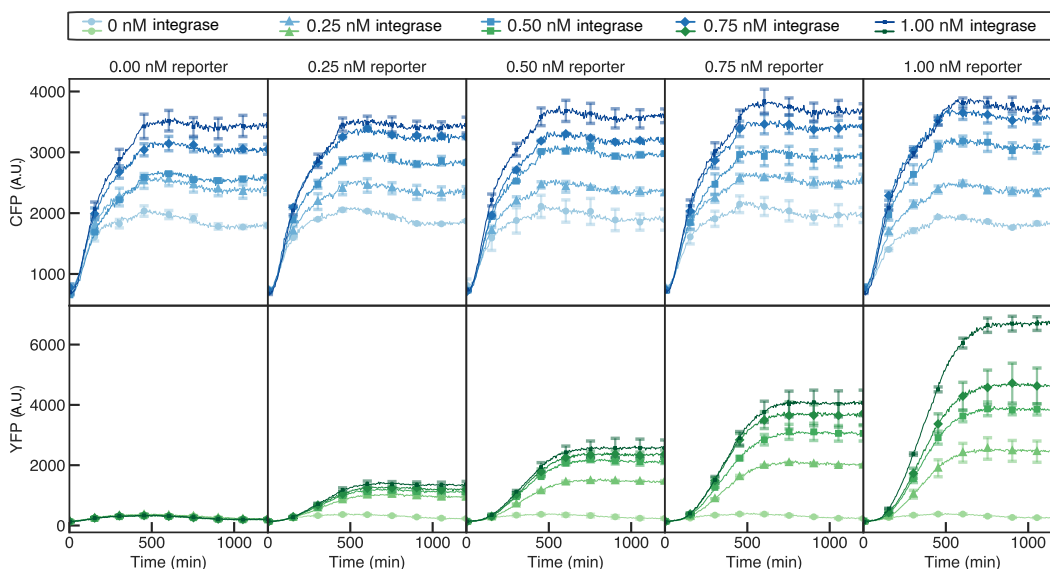 0 nM integrase 0.25 nM integrase 0.50 nM integrase 0.75 nM integrase 1.00 nM integrase
0.00 nM reporter 0.25 nM reporter 0.50 nM reporter 0.75 nM reporter 1.00 nM reporter
CFP (A.U.)
4000
3000
2000
1000
YFP (A.U.)
6000
4000
2000
0
0 500 1000 0 500 1000 0 500 1000 0 500 1000 0 500 1000
Time (min) Time (min) Time (min) Time (min) Time (min)